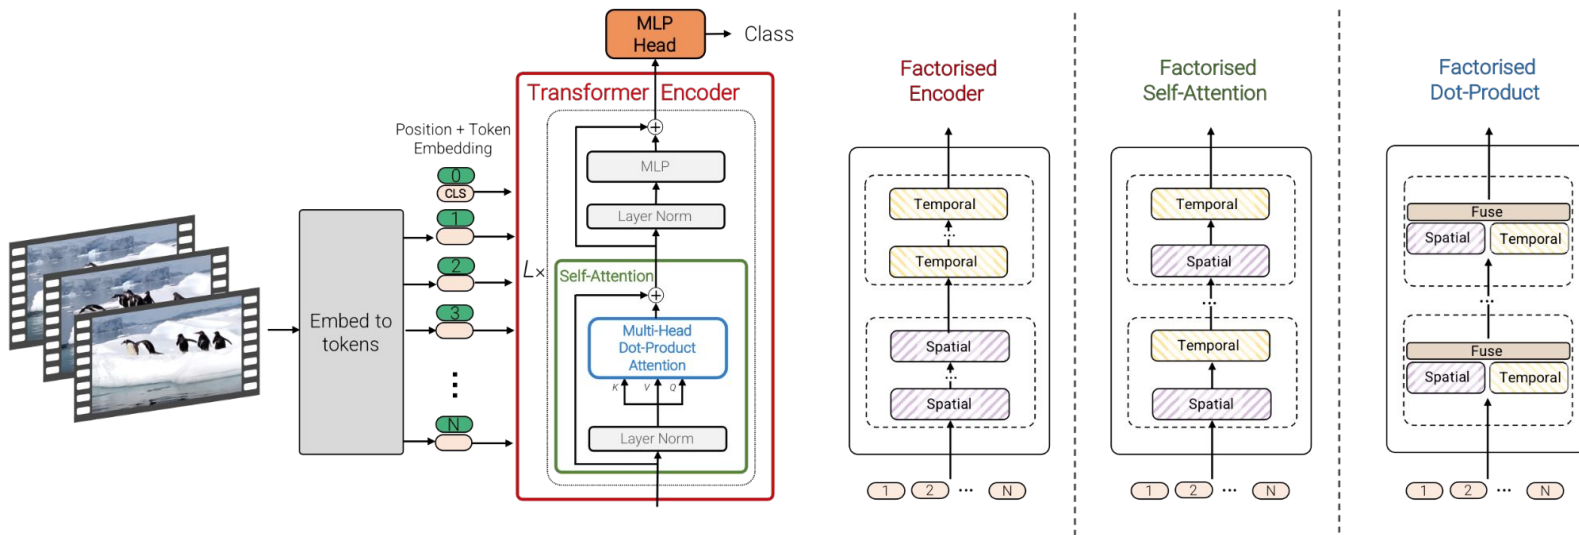 MLP
Head
Class
Transformer Encoder
Position + Token
Embedding
0
CLS
1
2
3
N
Embed to
tokens
L×
MLP
Layer Norm
Self-Attention
Multi-Head
Dot-Product
Attention
K V Q
Layer Norm
Factorised
Encoder
Temporal
...
Temporal
Spatial
...
Spatial
1 2 ... N
Factorised
Self-Attention
Temporal
Spatial
...
Temporal
Spatial
1 2 ... N
Factorised
Dot-Product
Fuse
Spatial Temporal
...
Fuse
Spatial Temporal
1 2 ... N